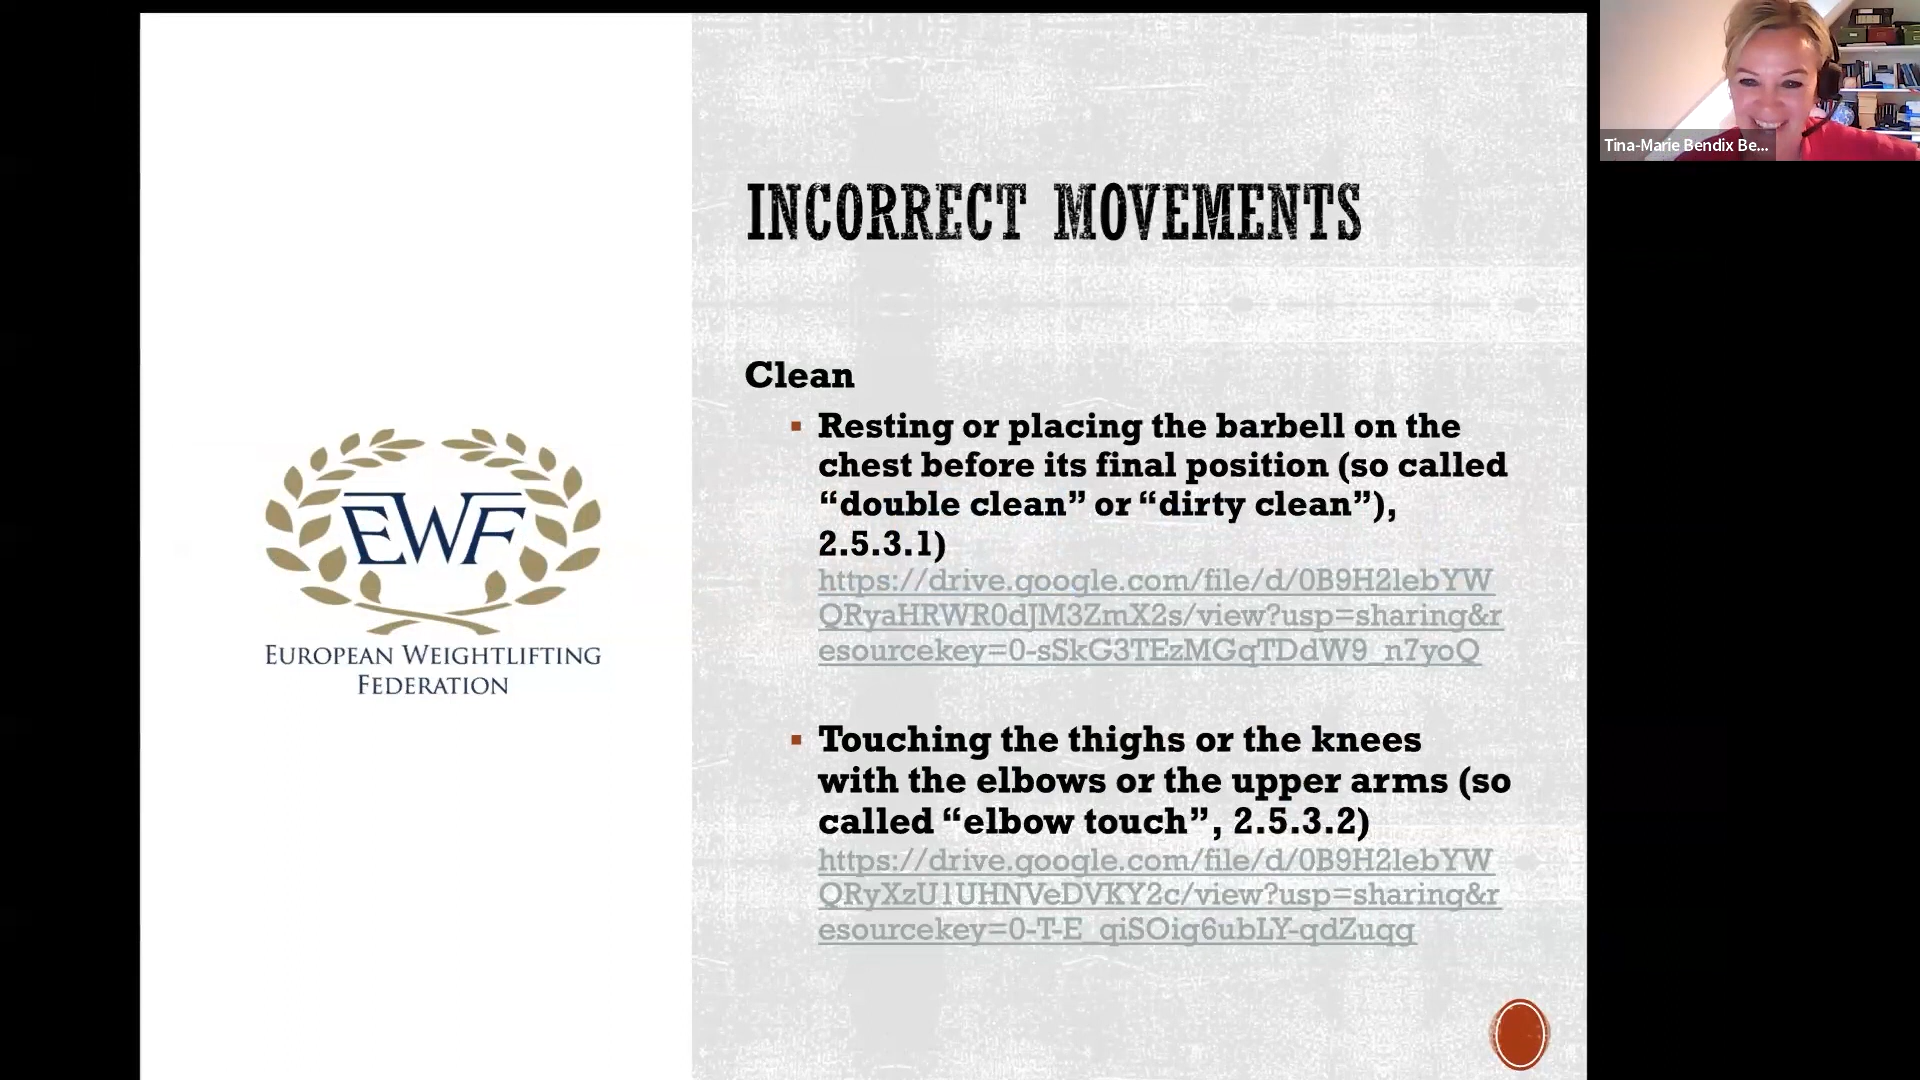 INCORRECT MOVEMENTS
Clean
▪ Resting or placing the barbell on the
chest before its final position (so called
“double clean” or “dirty clean”),
2.5.3.1)
https://drive.google.com/file/d/0B9H2lebYW
QRyaHRWR0dJM3ZmX2s/view?usp=sharing&r
esourcekey=0-sSkG3TEzMGqTDdW9_n7yoQ
▪ Touching the thighs or the knees
with the elbows or the upper arms (so
called “elbow touch”, 2.5.3.2)
https://drive.google.com/file/d/0B9H2lebYW
QRyXzU1UHNVeDVKY2c/view?usp=sharing&r
esourcekey=0-T-E_qiSOig6ubLY-qdZuqg
EWF
EUROPEAN WEIGHTLIFTING
FEDERATION
Tina-Marie Bendix Be...